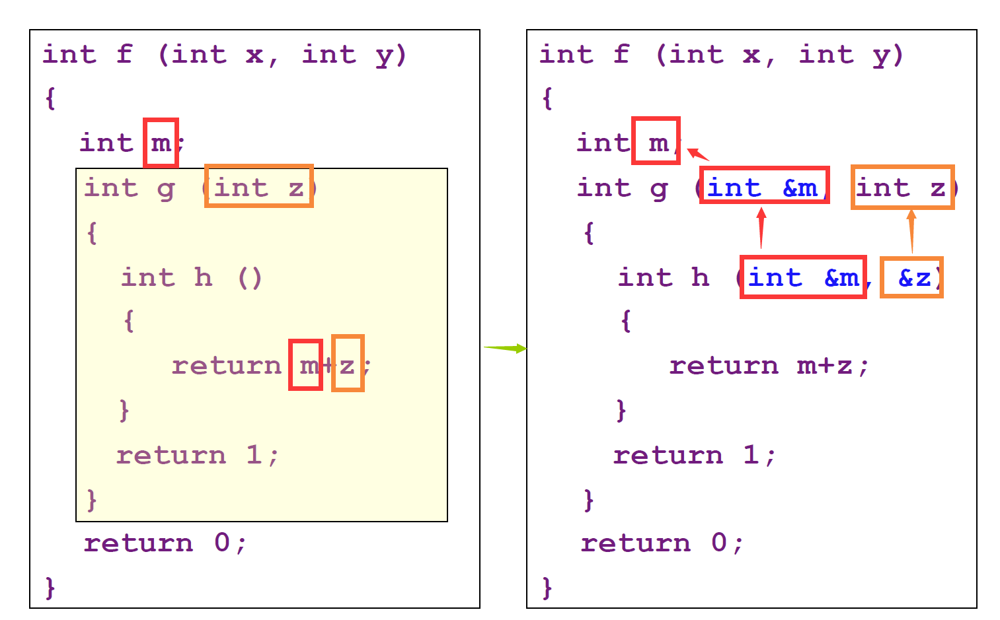 int f (int x, int y)
{
int m;
int g (int z)
{
int h ()
{
return m+z;
}
return 1;
}
return 0;
}
int f (int x, int y)
{
int m;
int g (int &m, int z)
{
int h (int &m, &z)
{
return m+z;
}
return 1;
}
return 0;
}